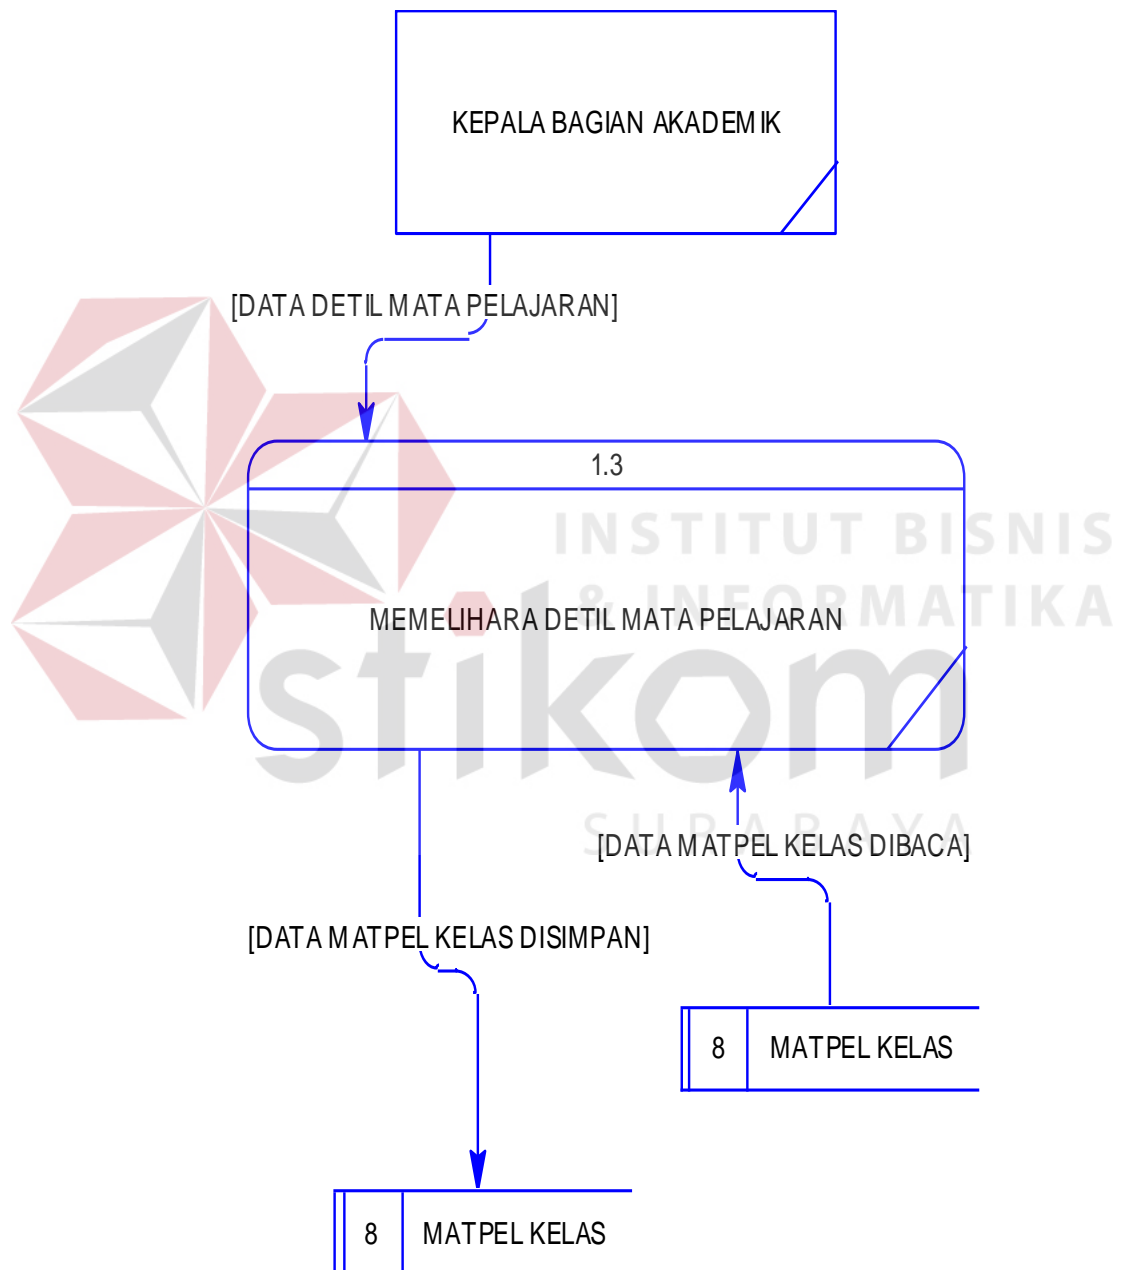 KEPALA BAGIAN AKADEMIK
[DATA DETIL MATA PELAJARAN]
1.3
INSTITUT BISNIS
& INFORMATIKA
MEMELIHARA DETIL MATA PELAJARAN
stikom
SURABAYA
[DATA MATPEL KELAS DIBACA]
[DATA MATPEL KELAS DISIMPAN]
8 MATPEL KELAS
8 MATPEL KELAS